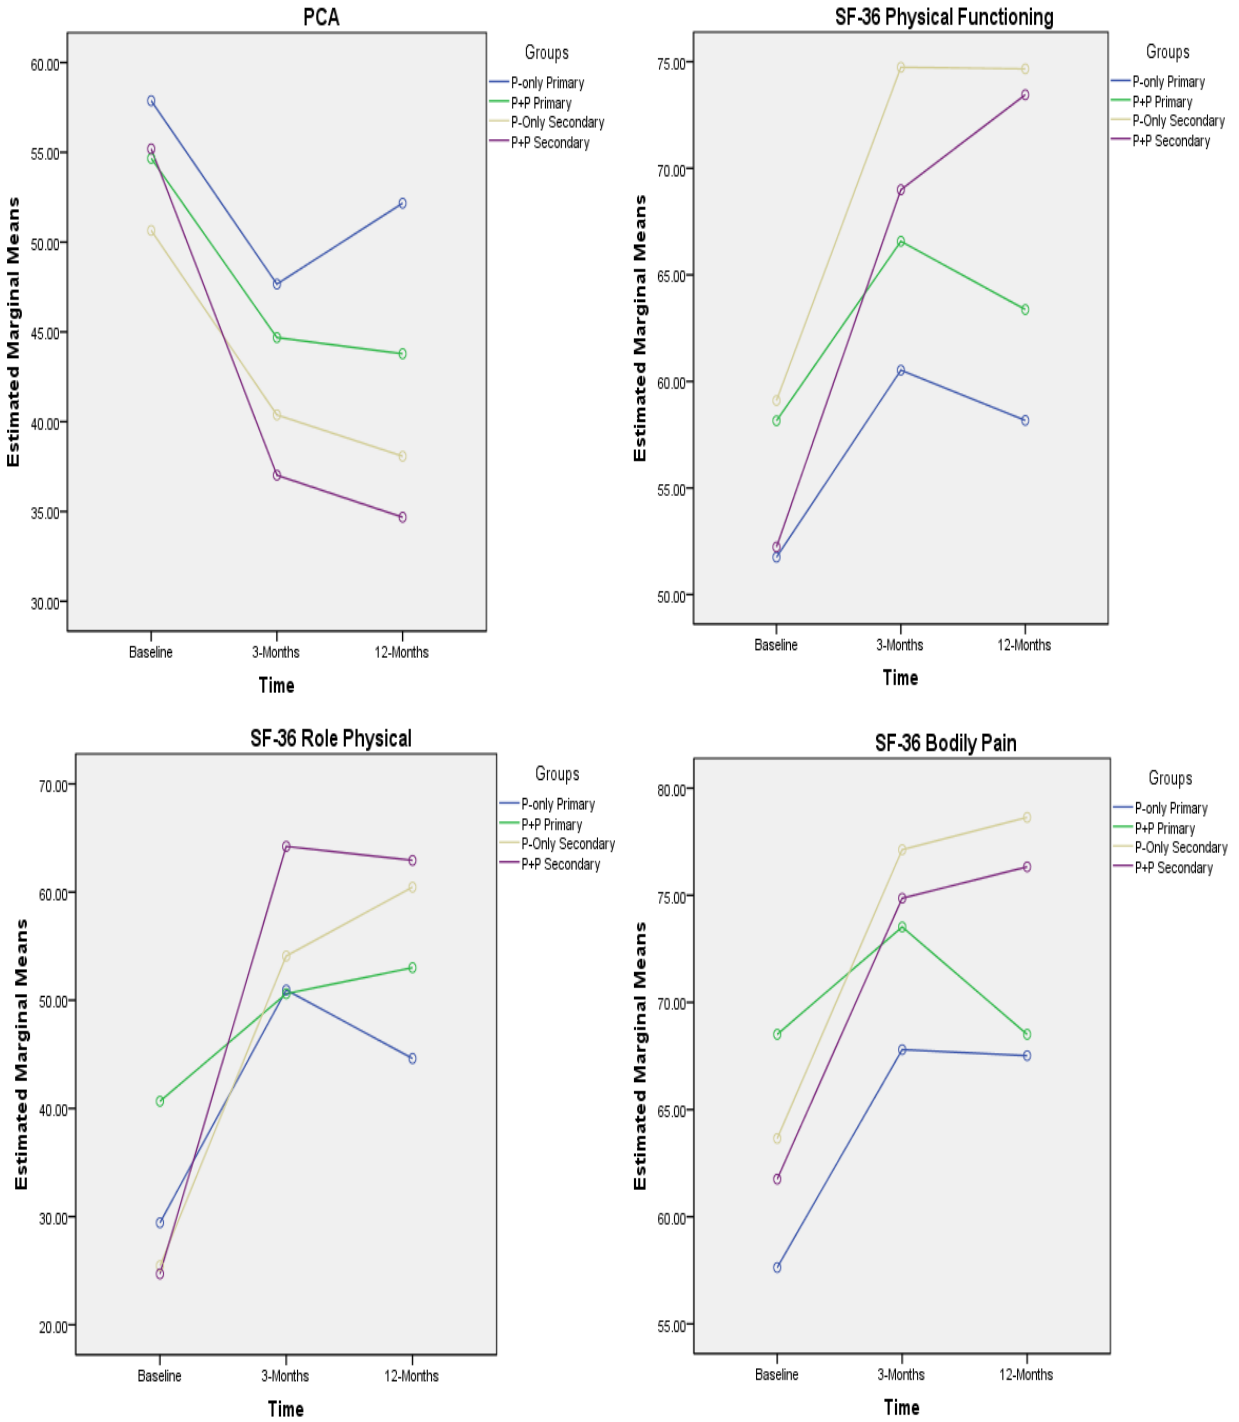 PCA
Groups
P-only Primary
P+P Primary
P-Only Secondary
P+P Secondary
60.00
55.00
50.00
45.00
40.00
35.00
30.00
Estimated Marginal Means
Baseline
3-Months
12-Months
Time
SF-36 Physical Functioning
Groups
P-only Primary
P+P Primary
P-Only Secondary
P+P Secondary
75.00
70.00
65.00
60.00
55.00
50.00
Estimated Marginal Means
Baseline
3-Months
12-Months
Time
SF-36 Role Physical
Groups
P-only Primary
P+P Primary
P-Only Secondary
P+P Secondary
70.00
60.00
50.00
40.00
30.00
20.00
Estimated Marginal Means
Baseline
3-Months
12-Months
Time
SF-36 Bodily Pain
Groups
P-only Primary
P+P Primary
P-Only Secondary
P+P Secondary
80.00
75.00
70.00
65.00
60.00
55.00
Estimated Marginal Means
Baseline
3-Months
12-Months
Time